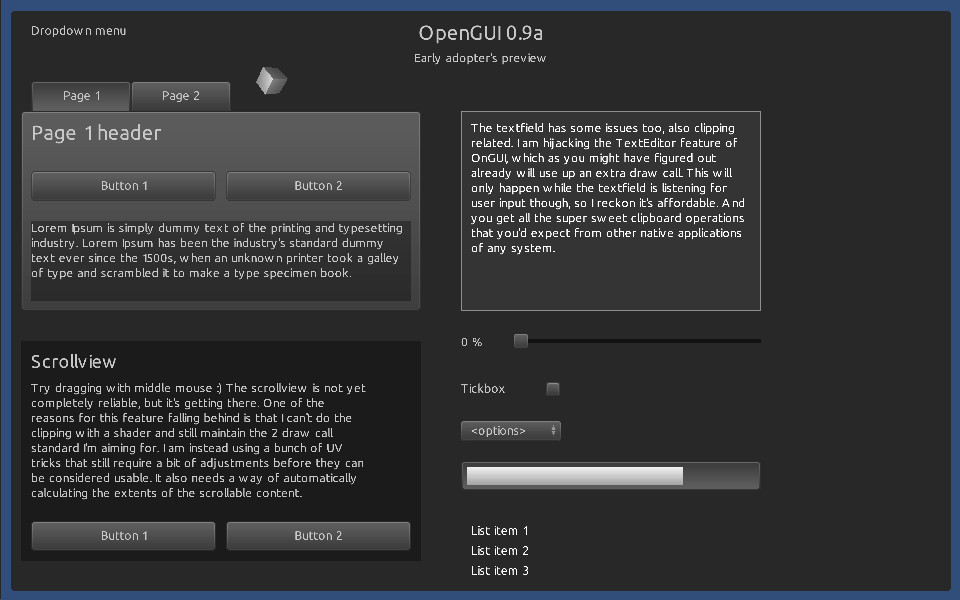 Dropdown menu
OpenGUI 0.9a
Early adopter's preview
Page 1
Page 2
Page 1 header
Button 1
Button 2
Lorem Ipsum is simply dummy text of the printing and typesetting
industry. Lorem Ipsum has been the industry's standard dummy
text ever since the 1500s, when an unknown printer took a galley
of type and scrambled it to make a type specimen book.
Scrollview
Try dragging with middle mouse :) The scrollview is not yet
completely reliable, but it's getting there. One of the
reasons for this feature falling behind is that I can't do the
clipping with a shader and still maintain the 2 draw call
standard I'm aiming for. I am instead using a bunch of UV
tricks that still require a bit of adjustments before they can
be considered usable. It also needs a way of automatically
calculating the extents of the scrollable content.
Button 1
Button 2
The textfield has some issues too, also clipping
related. I am hijacking the TextEditor feature of
OnGUI, which as you might have figured out
already will use up an extra draw call. This will
only happen while the textfield is listening for
user input though, so I reckon it's affordable. And
you get all the super sweet clipboard operations
that you'd expect from other native applications
of any system.
0 %
Tickbox
<options>
List item 1
List item 2
List item 3